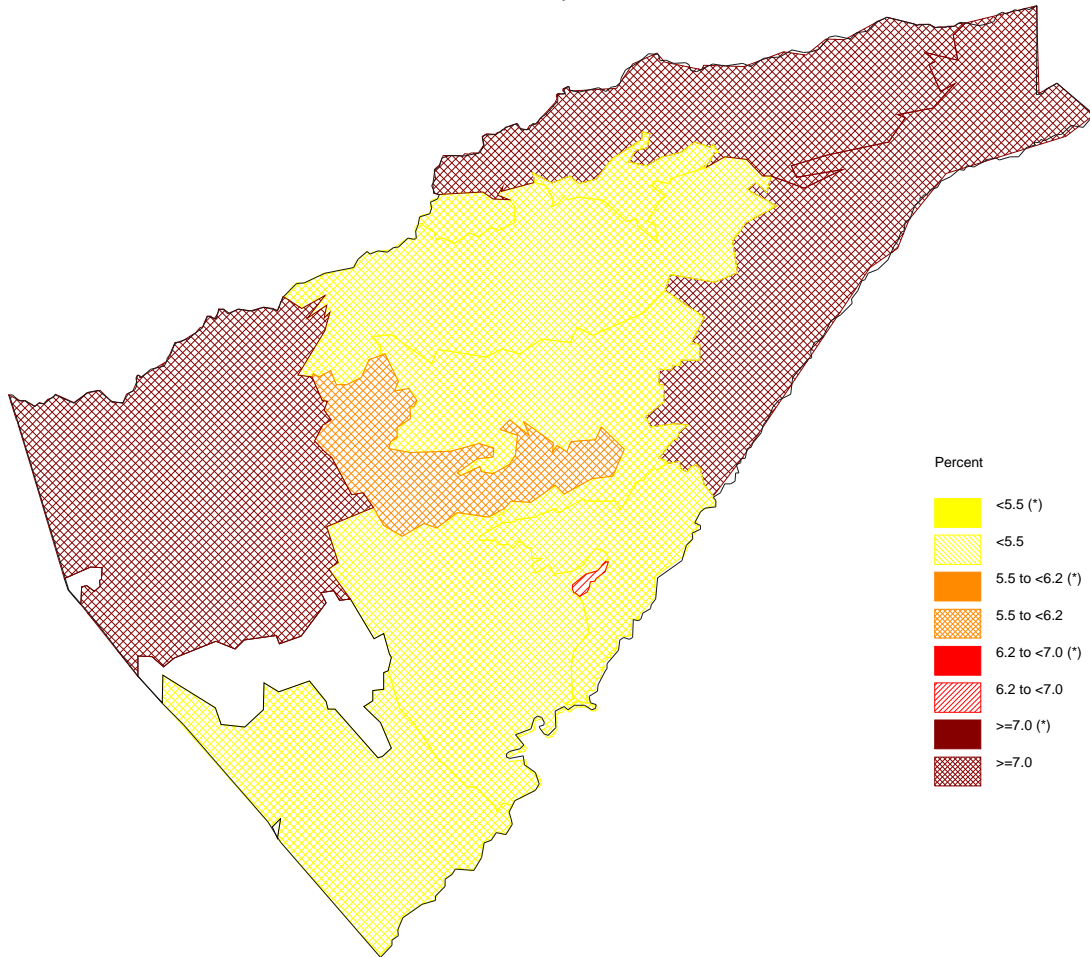 Percent
<5.5 (*)
<5.5
5.5 to <6.2 (*)
5.5 to <6.2
6.2 to <7.0 (*)
6.2 to <7.0
>=7.0 (*)
>=7.0